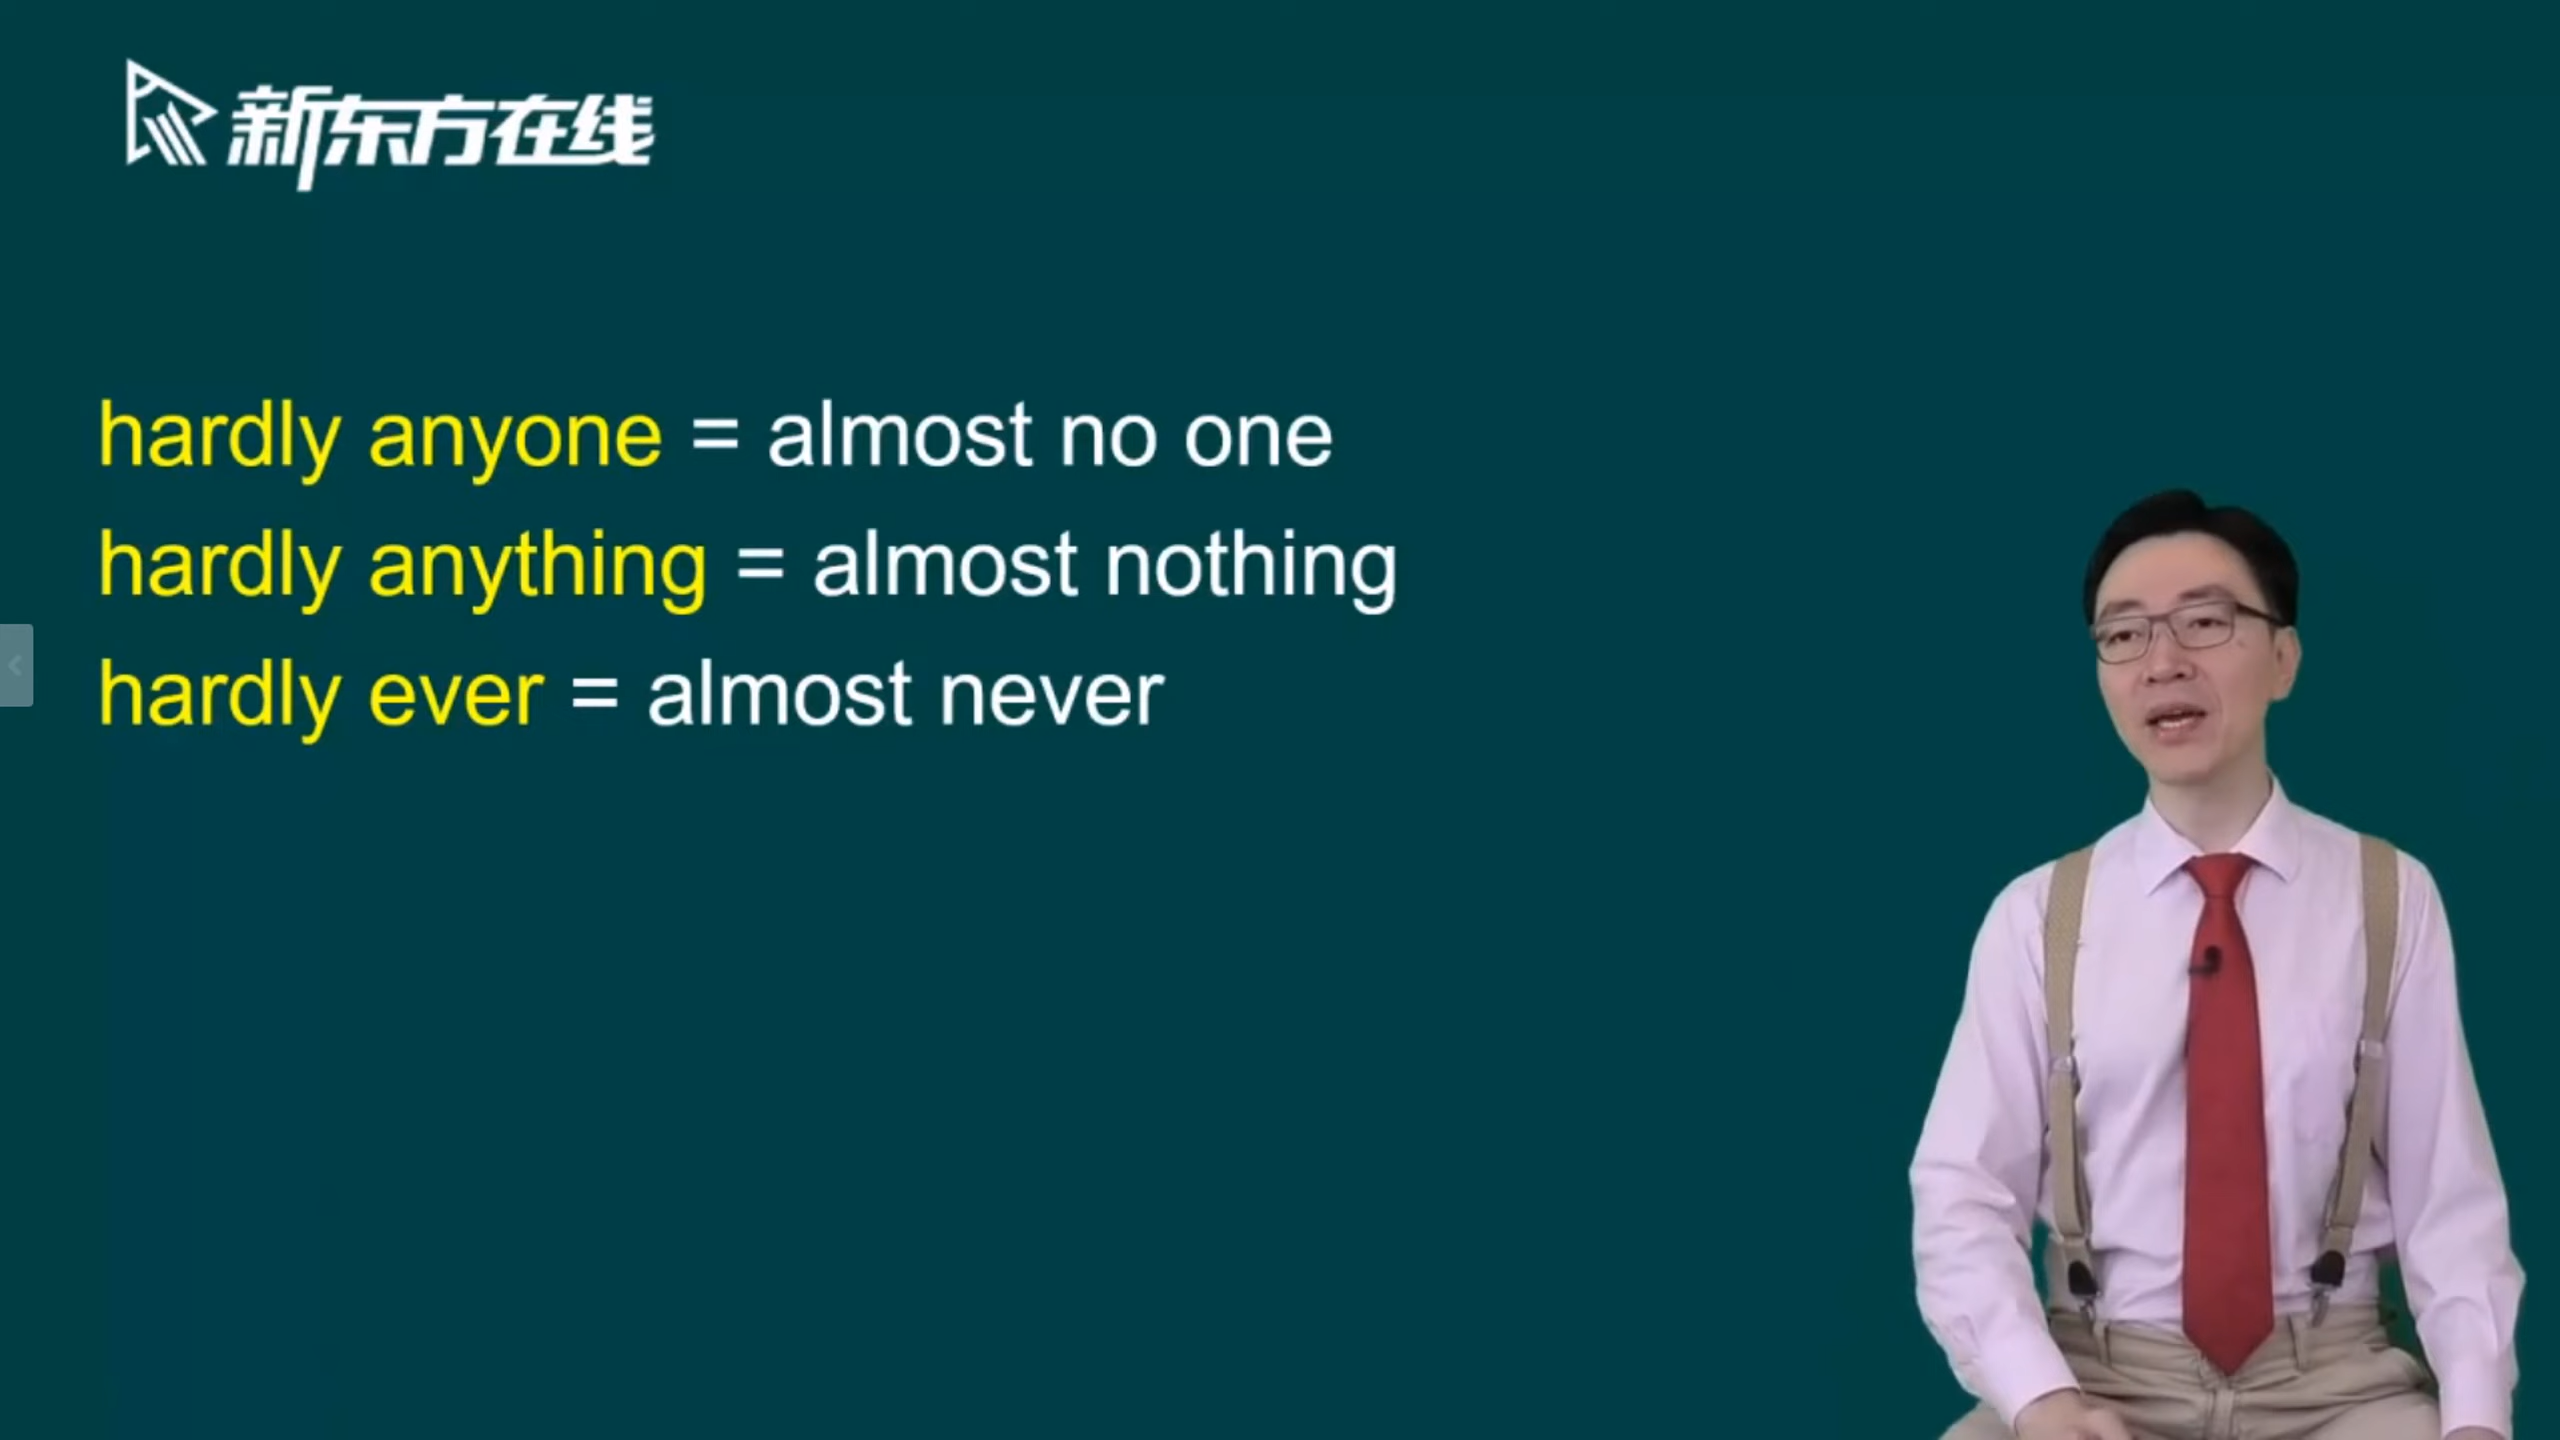 新东方在线
hardly anyone = almost no one
hardly anything = almost nothing
hardly ever = almost never